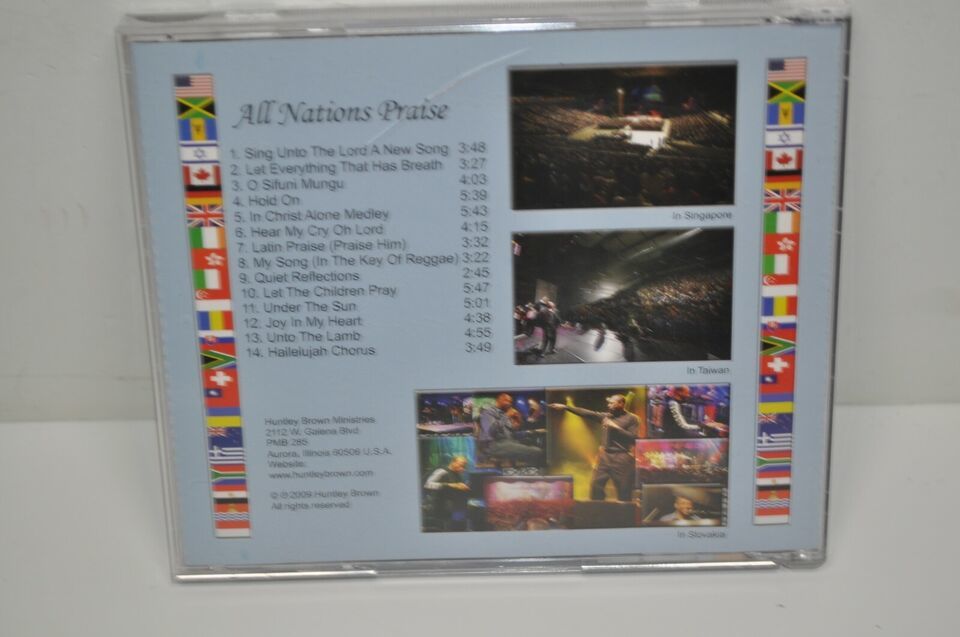 All Nations Praise
1. Sing Unto The Lord A New Song 3:48
2. Let Everything That Has Breath 3:27
3. O Sifuni Mungu 4:03
4. Hold On 5:39
5. In Christ Alone Medley 5:43
6. Hear My Cry Oh Lord 4:15
7. Latin Praise (Praise Him) 3:32
8. My Song (In The Key Of Reggae) 3:22
9. Quiet Reflections 2:45
10. Let The Children Pray 5:47
11. Under The Sun 5:01
12. Joy In My Heart 4:38
13. Unto The Lamb 4:55
14. Hallelujah Chorus 3:49
In Singapore
In Taiwan
Huntley Brown Ministries
2112 W. Galena Blvd
PMB 285
Aurora, Illinois 60506 U.S.A.
Website:
www.huntleybrown.com
© ℗ 2009 Huntley Brown
All rights reserved
In Slovakia